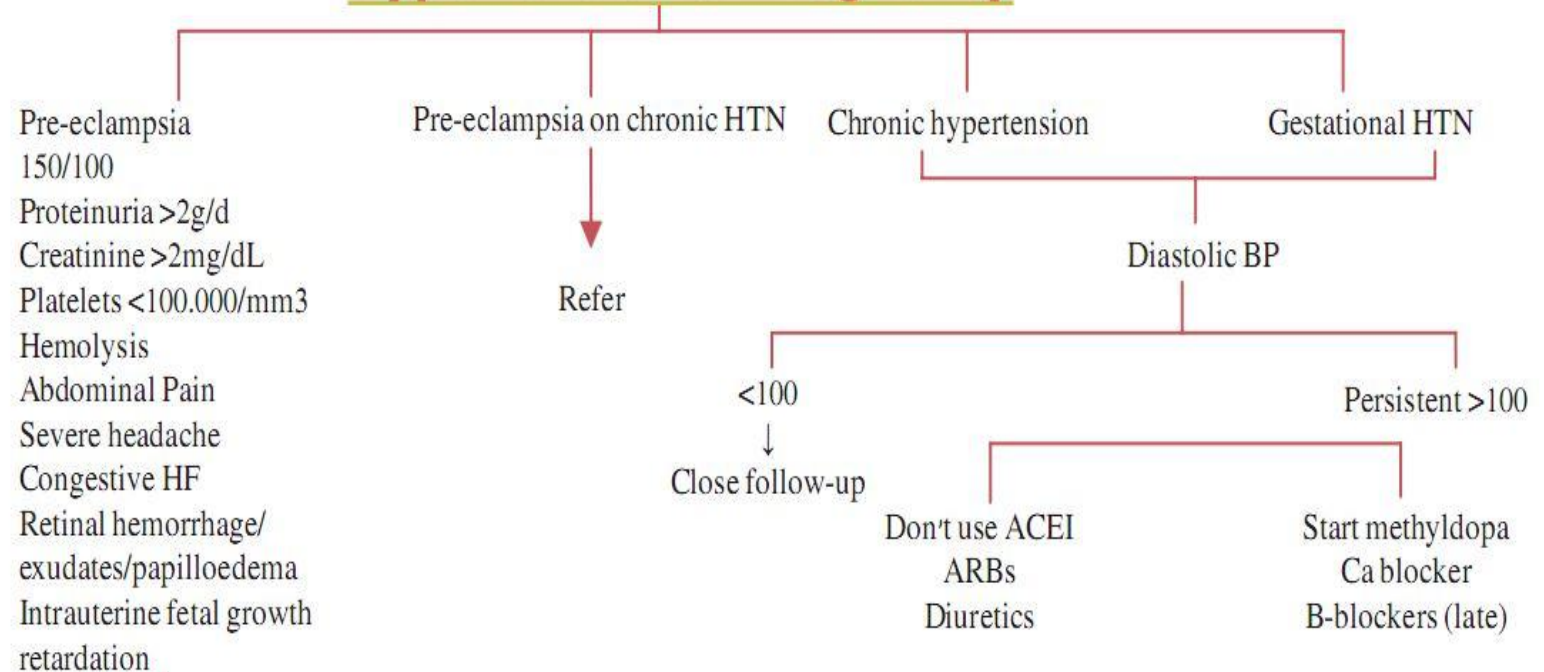 Pre-eclampsia
150/100
Proteinuria >2g/d
Creatinine >2mg/dL
Platelets <100.000/mm3
Hemolysis
Abdominal Pain
Severe headache
Congestive HF
Retinal hemorrhage/
exudates/papilloedema
Intrauterine fetal growth
retardation
Pre-eclampsia on chronic HTN
Refer
Chronic hypertension
Gestational HTN
Diastolic BP
<100
↓
Close follow-up
Persistent >100
Don't use ACEI
ARBs
Diuretics
Start methyldopa
Ca blocker
B-blockers (late)